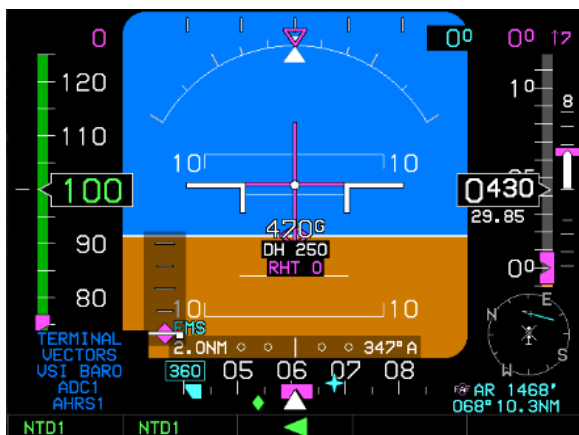 0 0° 0° 17
120
110
100
90
80
10 10
470G
DH 250
RHT 0
10 10
10
0430
29.85
8
0°
TERMINAL
VECTORS
VSI BARO
ADC1
AHRS1
FMS
2.0NM 347°A
360 05 06 07 08
N E S W
AR 1468'
068° 10.3NM
NTD1 NTD1